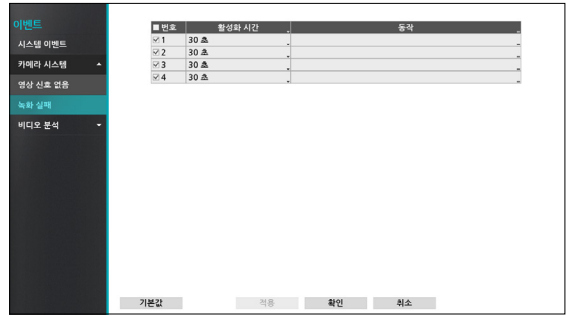 이벤트
시스템 이벤트
카메라 시스템
영상 신호 없음
녹화 실패
비디오 분석
번호 활성화 시간 동작
1 30 초
2 30 초
3 30 초
4 30 초
기본값 적용 확인 취소